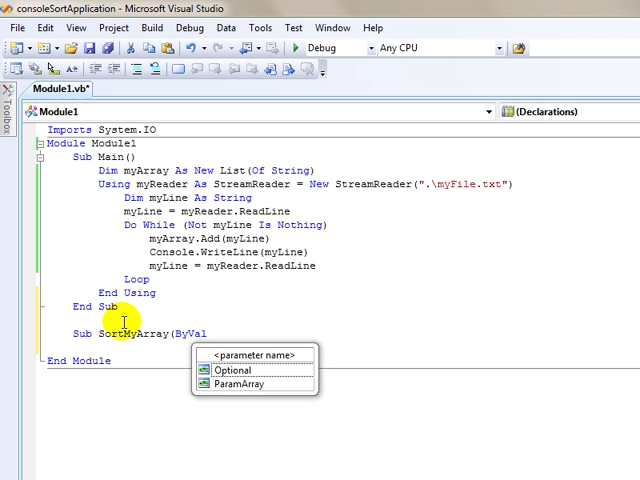 consoleSortApplication - Microsoft Visual Studio
File Edit View Project Build Debug Data Tools Test Window Help
Debug Any CPU
Toolbox
Module1.vb*
Module1 (Declarations)
Imports System.IO
Module Module1
Sub Main()
Dim myArray As New List(Of String)
Using myReader As StreamReader = New StreamReader(".\myFile.txt")
Dim myLine As String
myLine = myReader.ReadLine
Do While (Not myLine Is Nothing)
myArray.Add(myLine)
Console.WriteLine(myLine)
myLine = myReader.ReadLine
Loop
End Using
End Sub
Sub SortMyArray(ByVal
<parameter name>
Optional
ParamArray
End Module